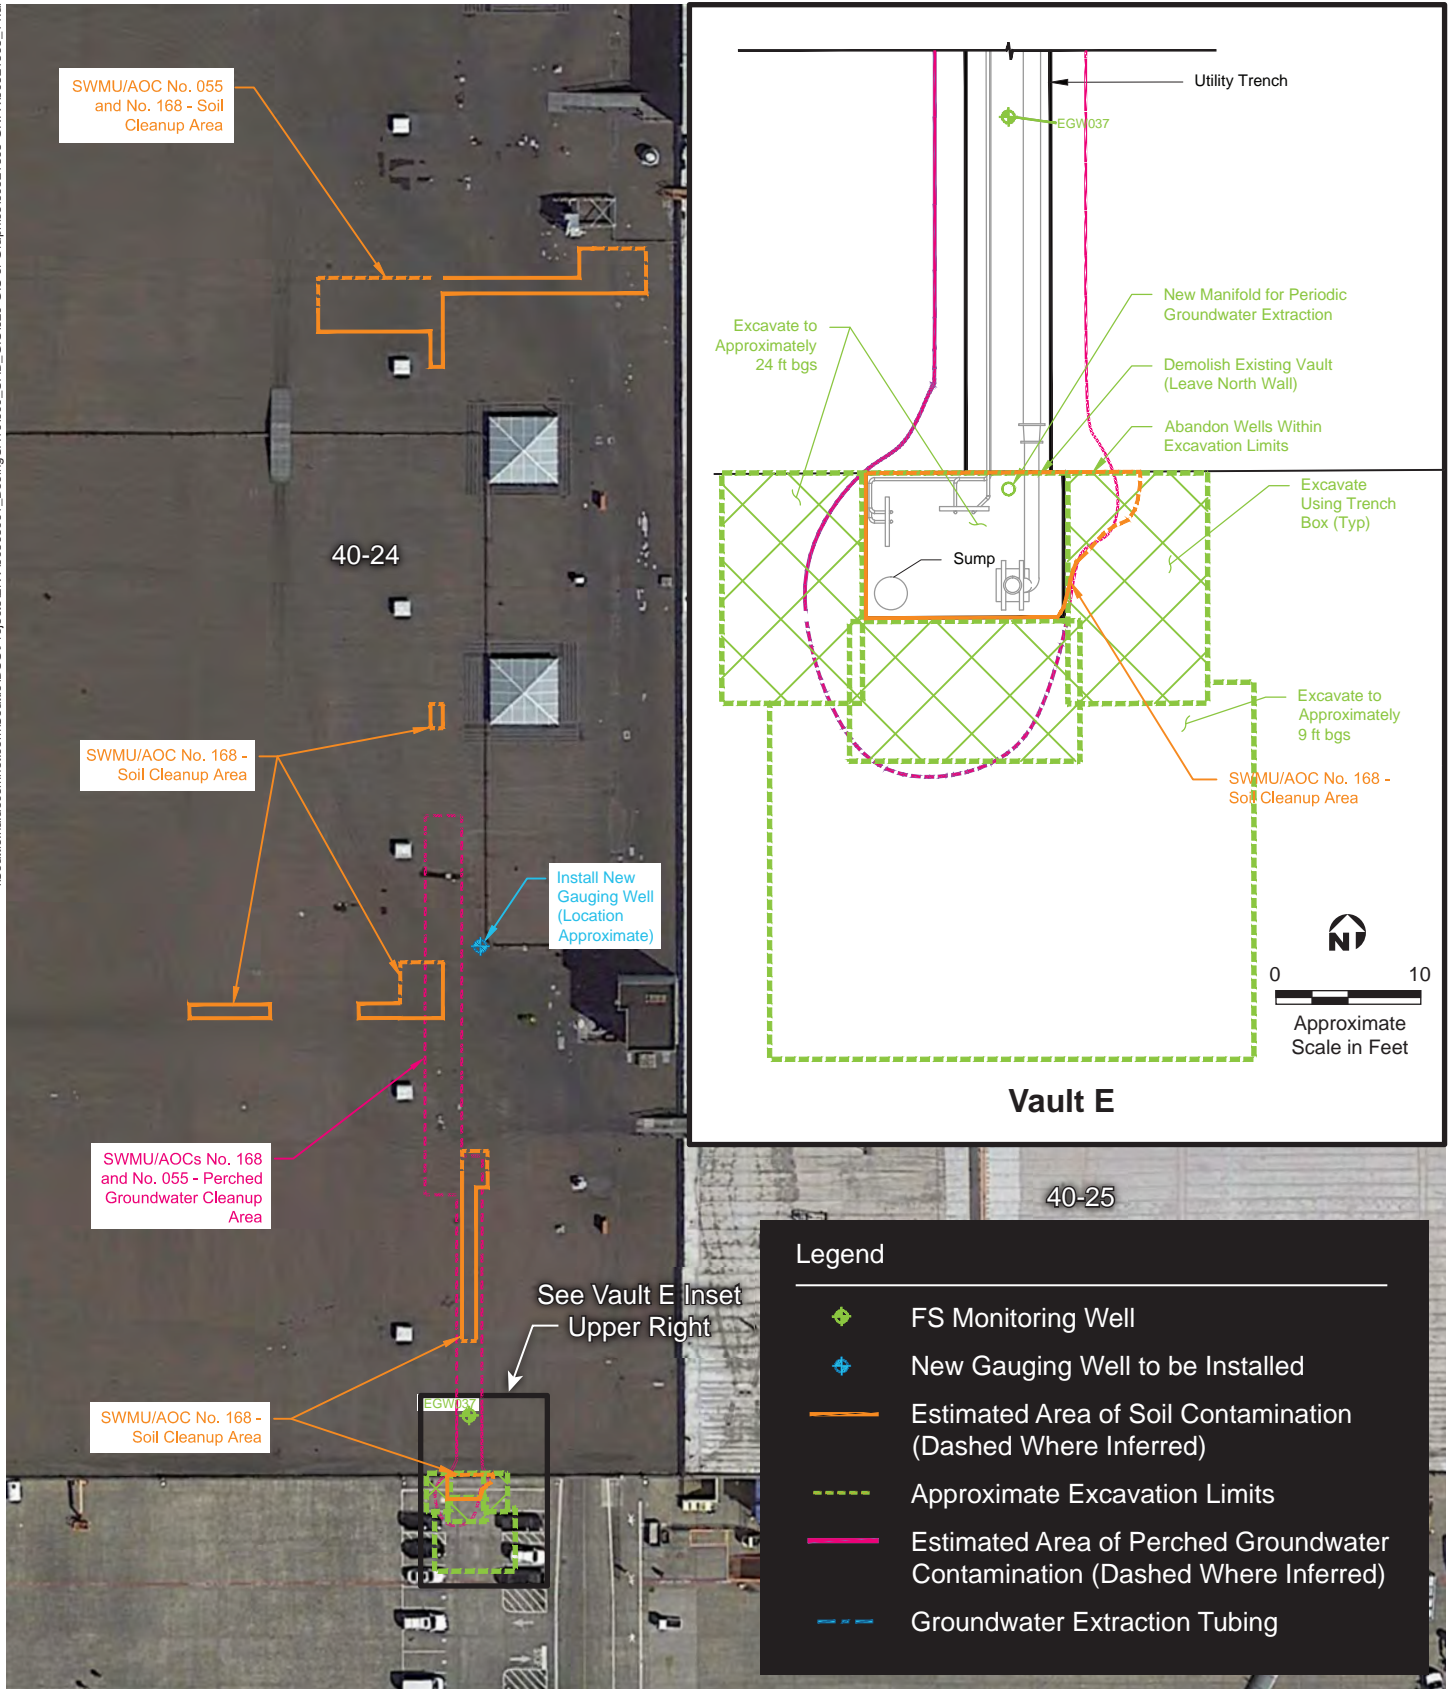 SWMU/AOC No. 055
and No. 168 - Soil
Cleanup Area
40-24
SWMU/AOC No. 168 -
Soil Cleanup Area
Install New
Gauging Well
(Location
Approximate)
SWMU/AOCs No. 168
and No. 055 - Perched
Groundwater Cleanup
Area
See Vault E Inset
Upper Right
EGW037
SWMU/AOC No. 168 -
Soil Cleanup Area
Utility Trench
EGW037
New Manifold for Periodic
Groundwater Extraction
Excavate to
Approximately
24 ft bgs
Demolish Existing Vault
(Leave North Wall)
Abandon Wells Within
Excavation Limits
Excavate
Using Trench
Box (Typ)
Sump
Excavate to
Approximately
9 ft bgs
SWMU/AOC No. 168 -
Soil Cleanup Area
N
0 10
Approximate
Scale in Feet
Vault E
40-25
Legend
FS Monitoring Well
New Gauging Well to be Installed
Estimated Area of Soil Contamination
(Dashed Where Inferred)
Approximate Excavation Limits
Estimated Area of Perched Groundwater
Contamination (Dashed Where Inferred)
Groundwater Extraction Tubing